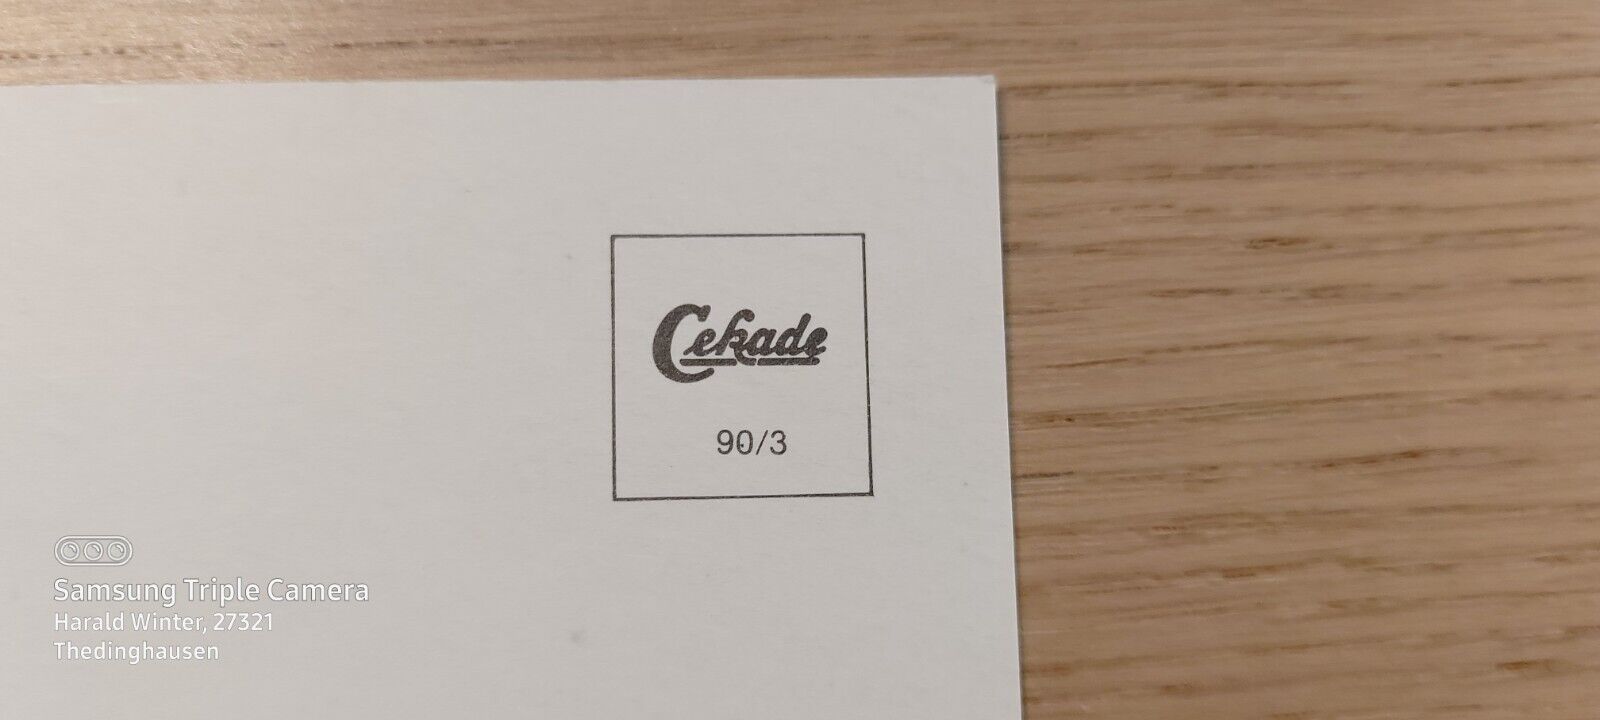 Cekade
90/3
Samsung Triple Camera
Harald Winter, 27321
Thedinghausen